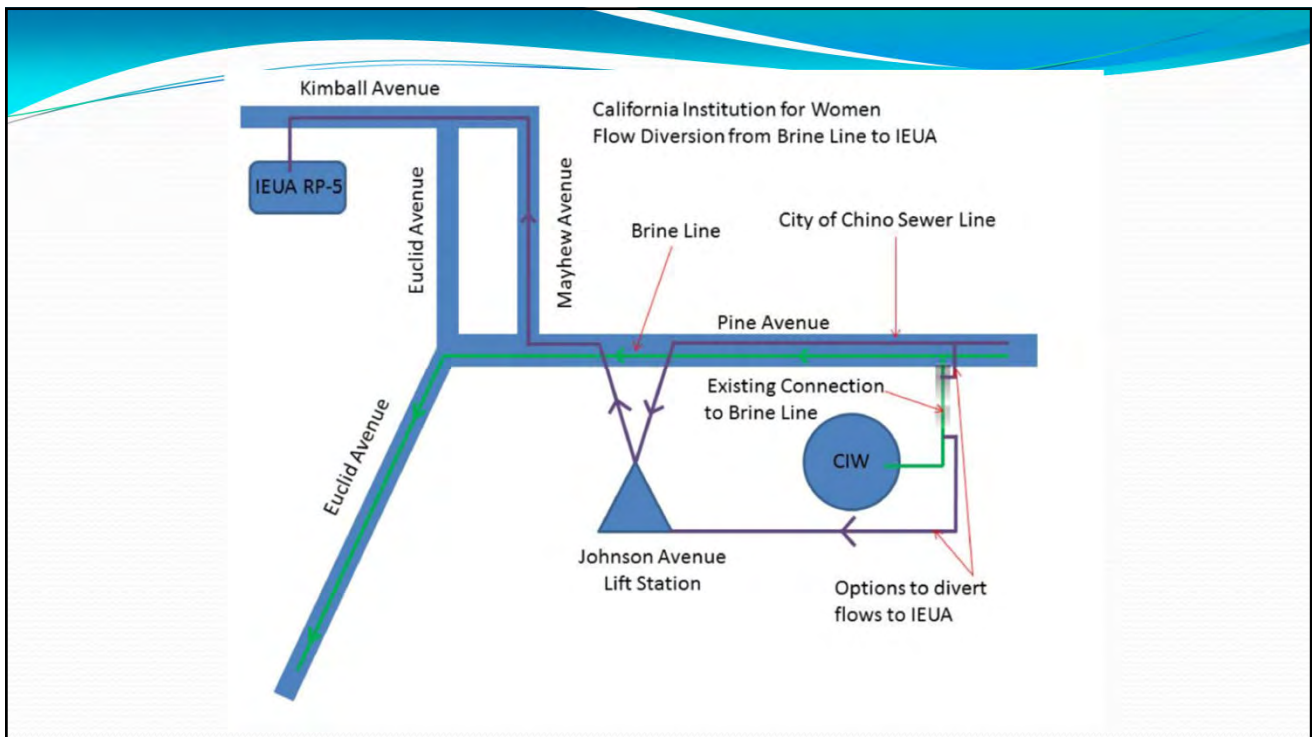 Kimball Avenue
California Institution for Women
Flow Diversion from Brine Line to IEUA
IEUA RP-5
Euclid Avenue
Mayhew Avenue
Brine Line
City of Chino Sewer Line
Pine Avenue
Existing Connection
to Brine Line
CIW
Euclid Avenue
Johnson Avenue
Lift Station
Options to divert
flows to IEUA